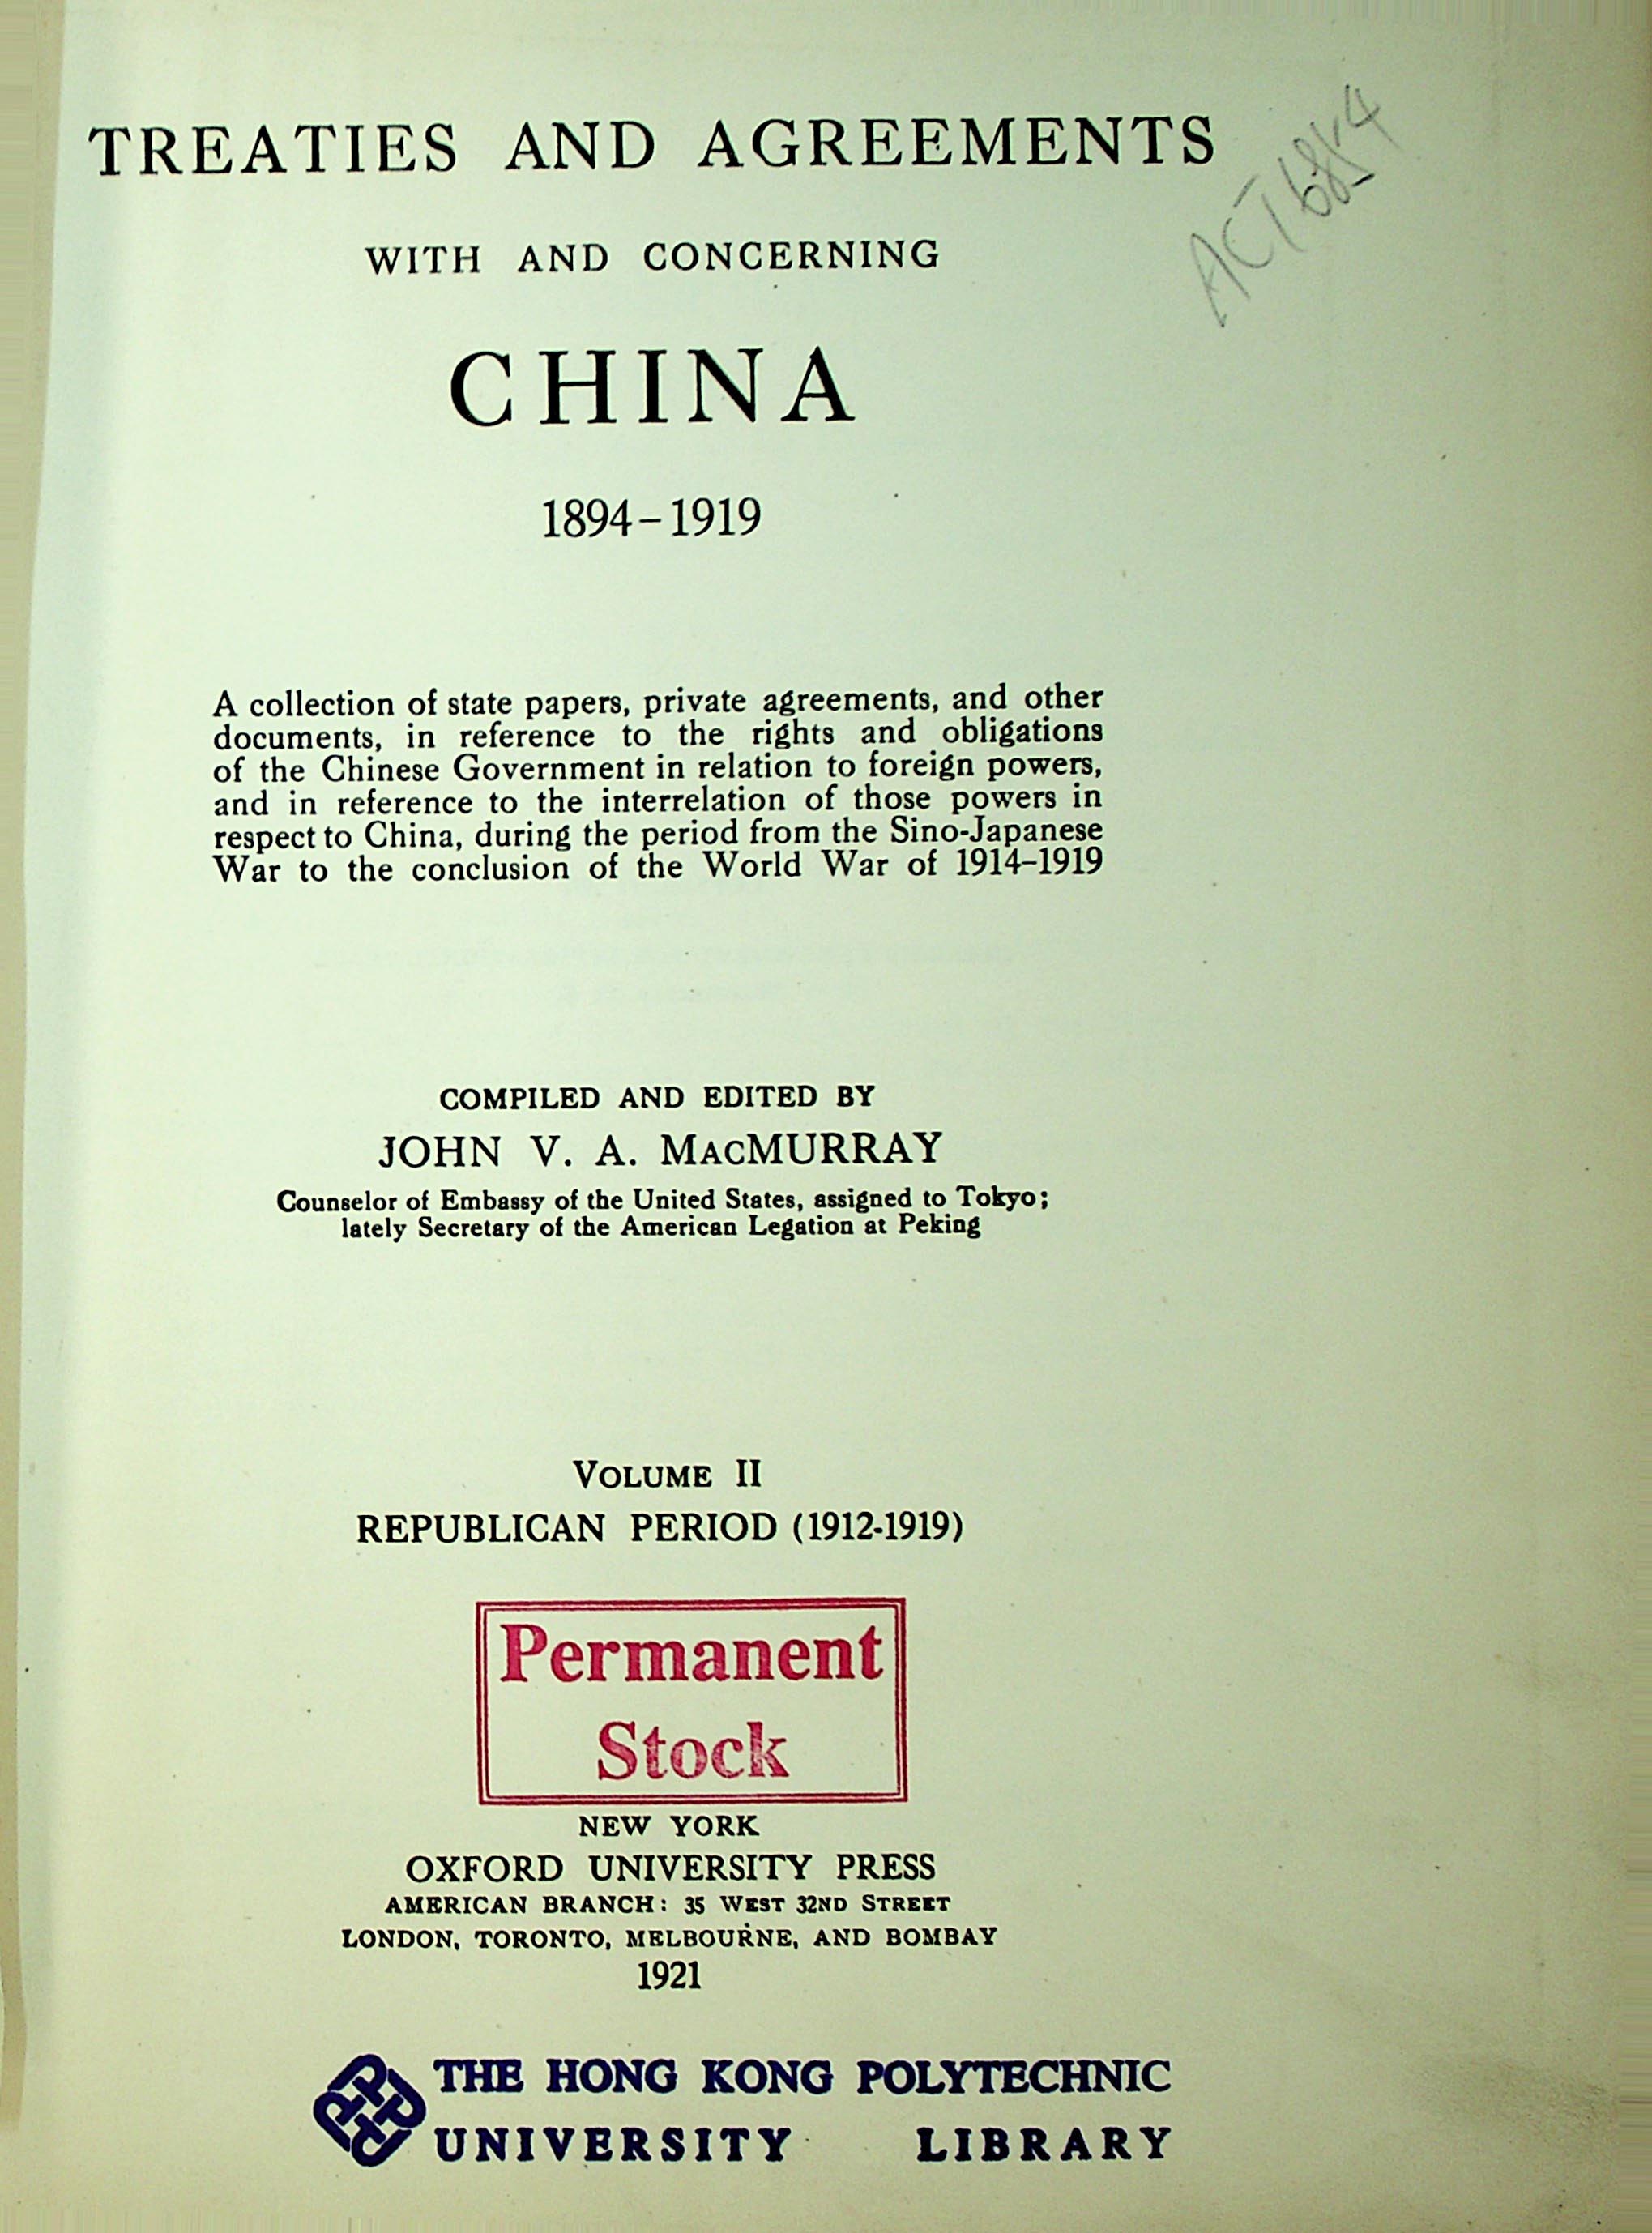 TREATIES AND AGREEMENTS
WITH AND CONCERNING
CHINA
1894-1919
A collection of state papers, private agreements, and other
documents, in reference to the rights and obligations
of the Chinese Government in relation to foreign powers,
and in reference to the interrelation of those powers in
respect to China, during the period from the Sino-Japanese
War to the conclusion of the World War of 1914-1919
COMPILED AND EDITED BY
JOHN V. A. MACMURRAY
Counselor of Embassy of the United States, assigned to Tokyo;
lately Secretary of the American Legation at Peking
VOLUME II
REPUBLICAN PERIOD (1912-1919)
Permanent
Stock
NEW YORK
OXFORD UNIVERSITY PRESS
AMERICAN BRANCH: 35 WEST 32ND STREET
LONDON, TORONTO, MELBOURNE, AND BOMBAY
1921
THE HONG KONG POLYTECHNIC
UNIVERSITY LIBRARY